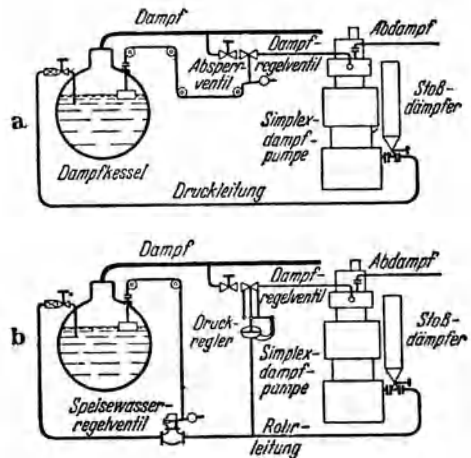 Dampf
Abdampf
Dampf-
regelventil
Absperr-
ventil
Stoß-
dämpfer
Simplex-
dampf-
pumpe
a
Dampfkessel
Druckleitung
Dampf
Abdampf
Dampf-
regelventil
Druck-
regler
Stoß-
dämpfer
Simplex-
dampf-
pumpe
b
Speisewasser-
regelventil
Rohr-
leitung